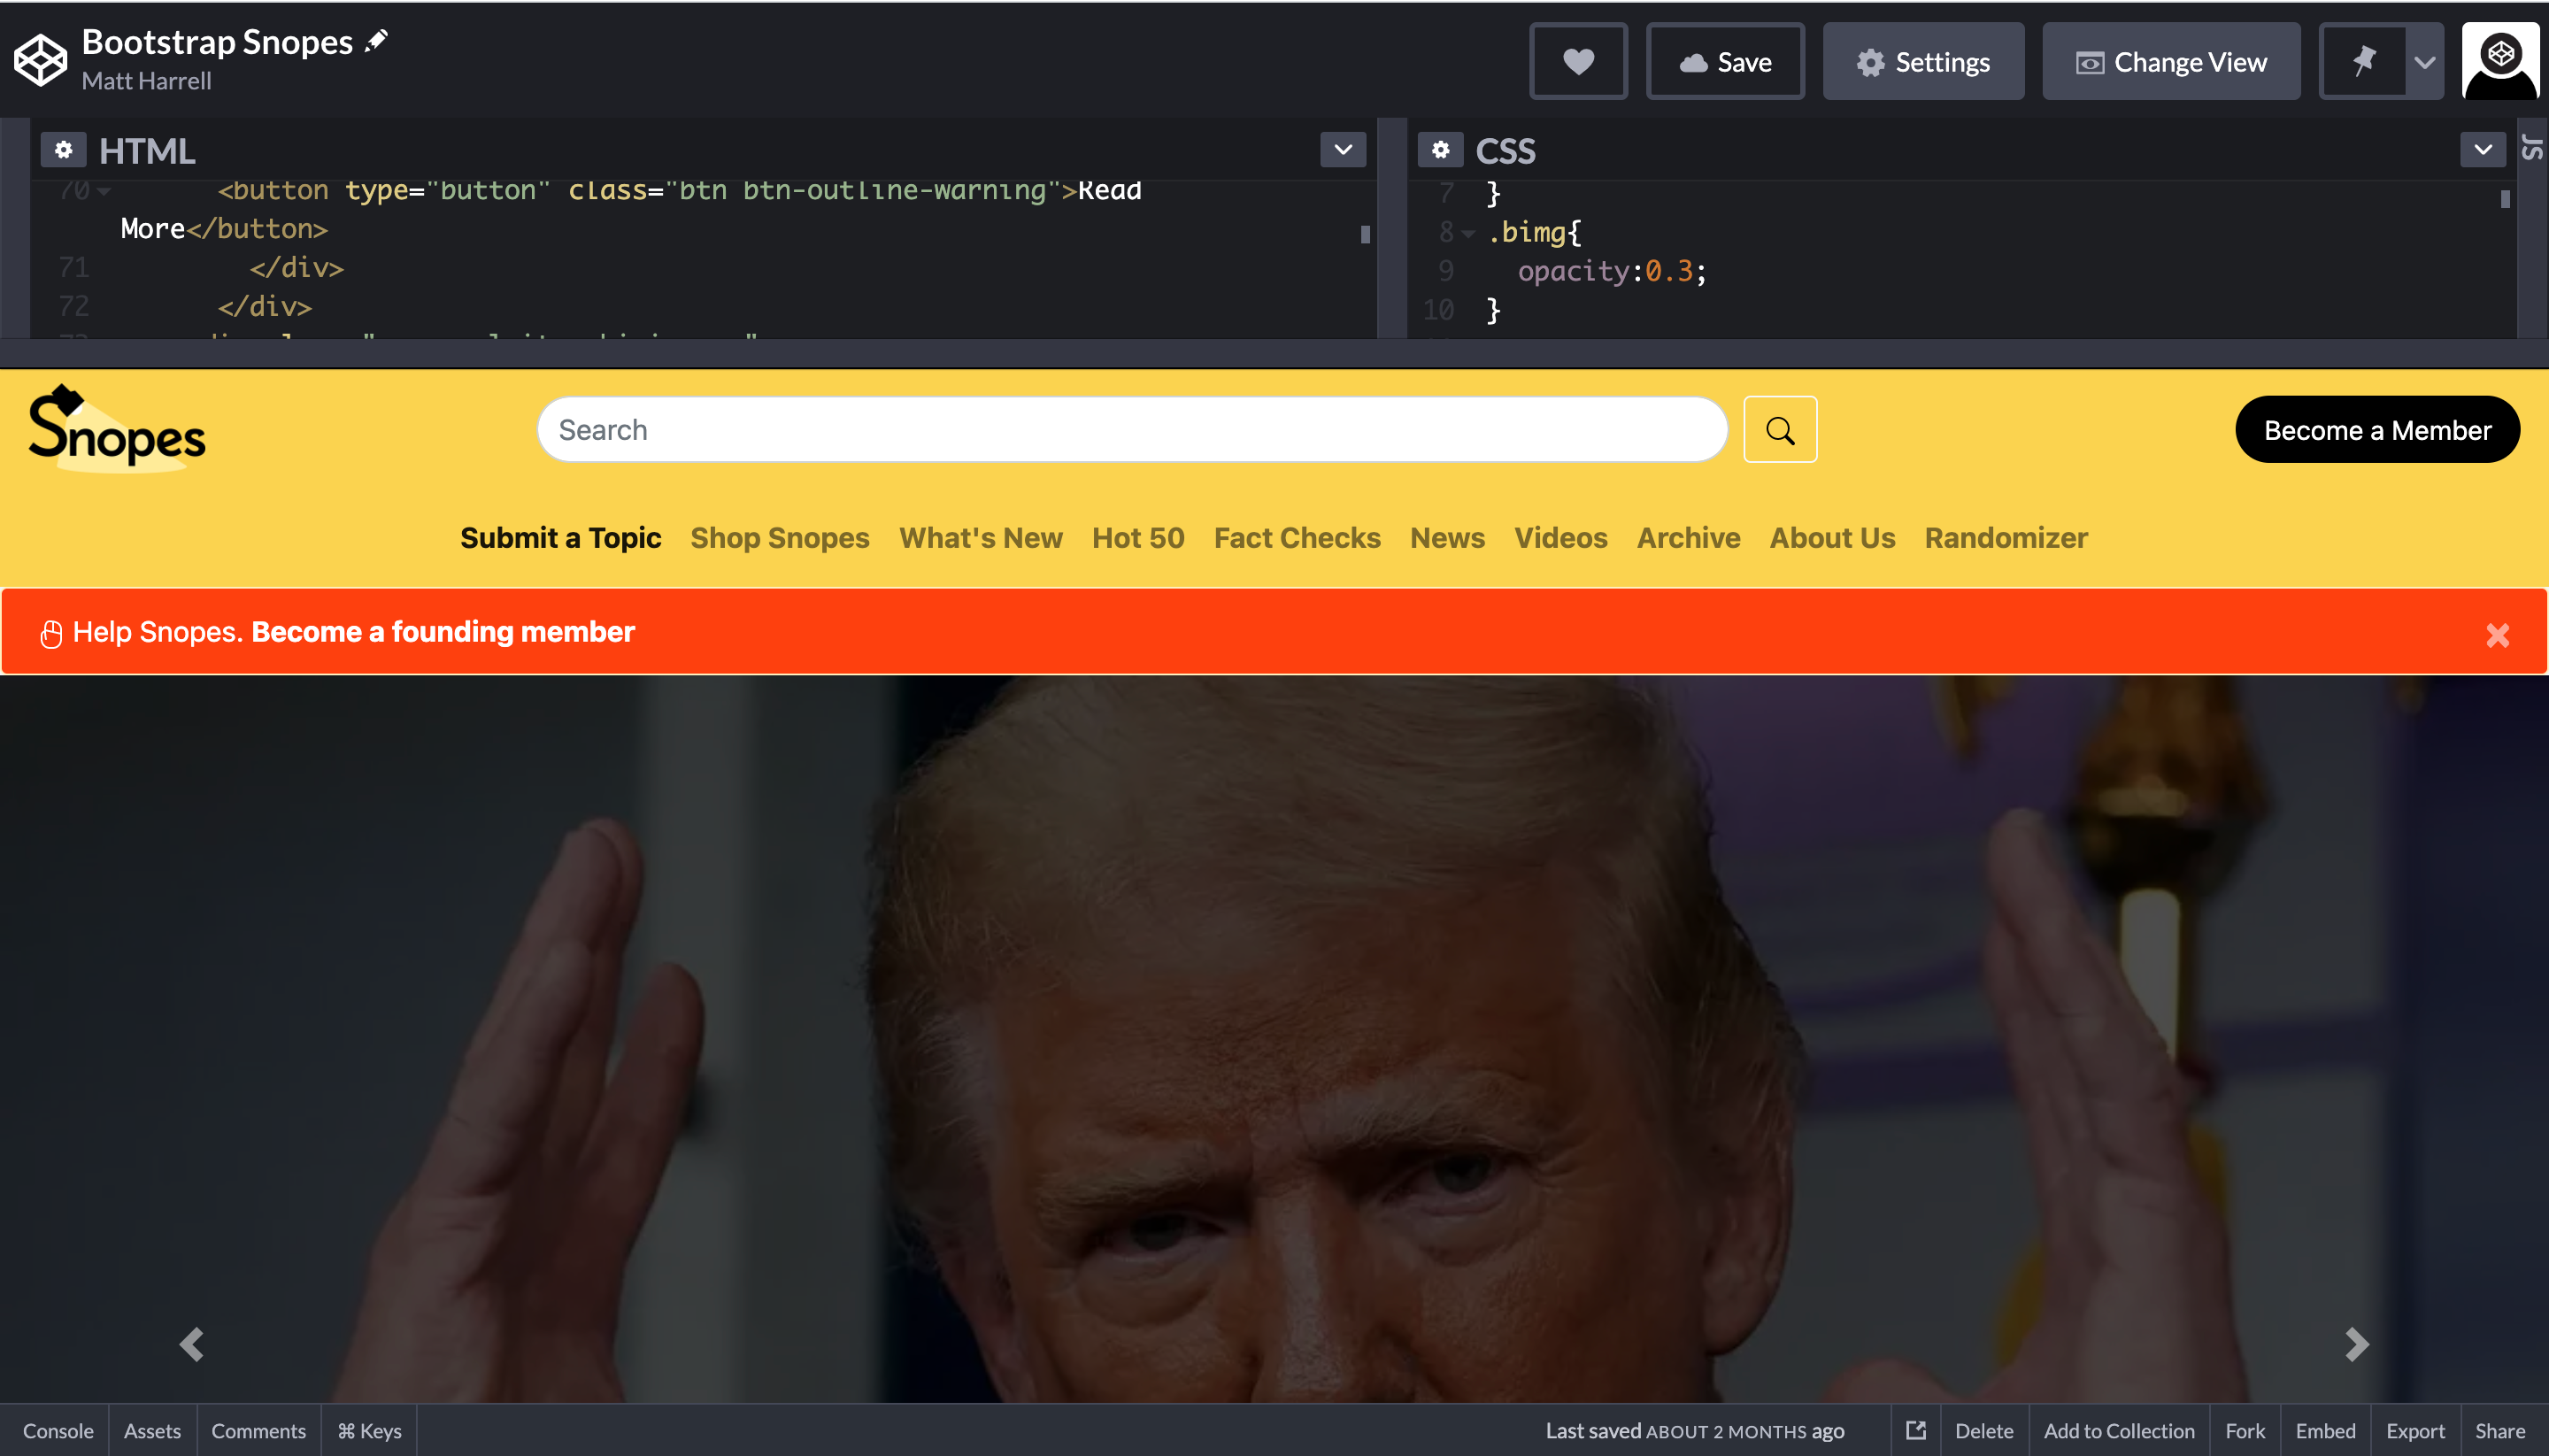 Bootstrap Snopes
Matt Harrell
Save
Settings
Change View
HTML
70 <button type="button" class="btn btn-outline-warning">Read
More</button>
71 </div>
72 </div>
CSS
7 }
8 .bimg{
9 opacity:0.3;
10 }
JS
Snopes
Search
Become a Member
Submit a Topic Shop Snopes What's New Hot 50 Fact Checks News Videos Archive About Us Randomizer
Help Snopes. Become a founding member
Console Assets Comments ⌘ Keys Last saved ABOUT 2 MONTHS ago Delete Add to Collection Fork Embed Export Share